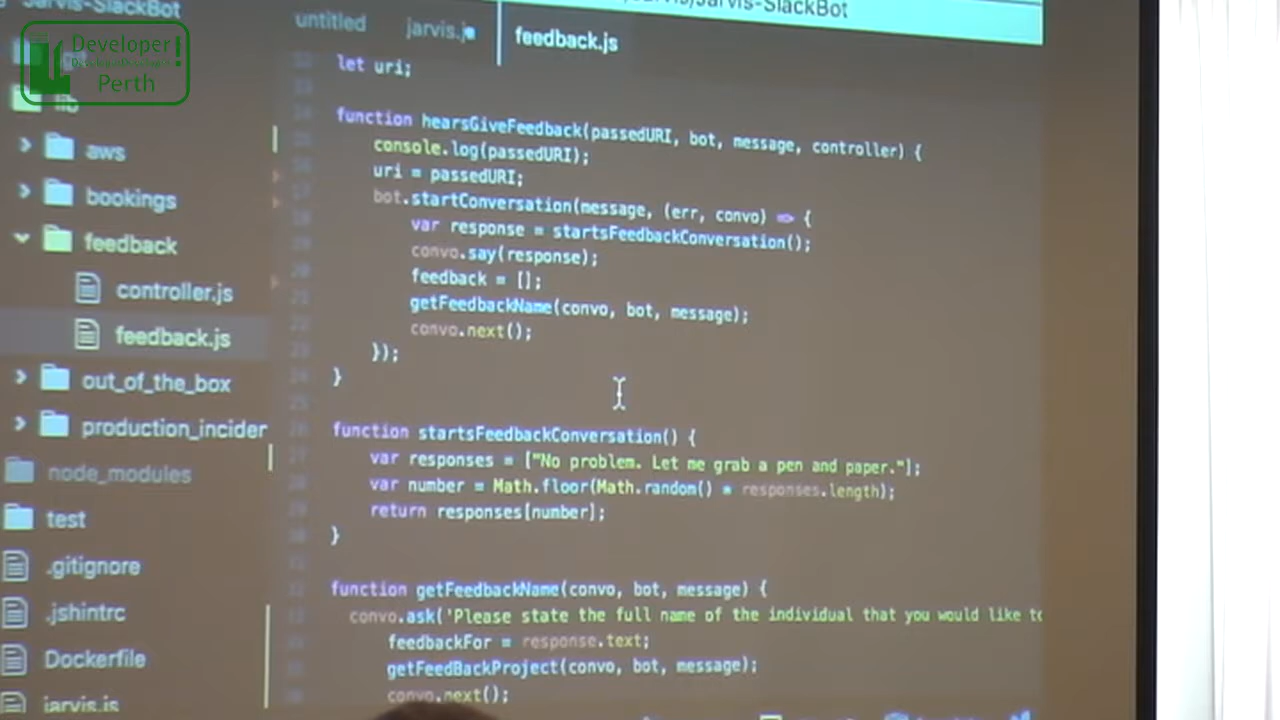 Jarvis-SlackBot
/Jarvis-SlackBot
Developer!
Perth
untitled
jarvis.js
feedback.js
lib
aws
bookings
feedback
controller.js
feedback.js
out_of_the_box
production_incider
node_modules
test
.gitignore
.jshintrc
Dockerfile
jarvis.js
let uri;
function hearsGiveFeedback(passedURI, bot, message, controller) {
console.log(passedURI);
uri = passedURI;
bot.startConversation(message, (err, convo) => {
var response = startsFeedbackConversation();
convo.say(response);
feedback = [];
getFeedbackName(convo, bot, message);
convo.next();
});
}
function startsFeedbackConversation() {
var responses = ["No problem. Let me grab a pen and paper."];
var number = Math.floor(Math.random() * responses.length);
return responses[number];
}
function getFeedbackName(convo, bot, message) {
convo.ask('Please state the full name of the individual that you would like to
feedbackFor = response.text;
getFeedBackProject(convo, bot, message);
convo.next();